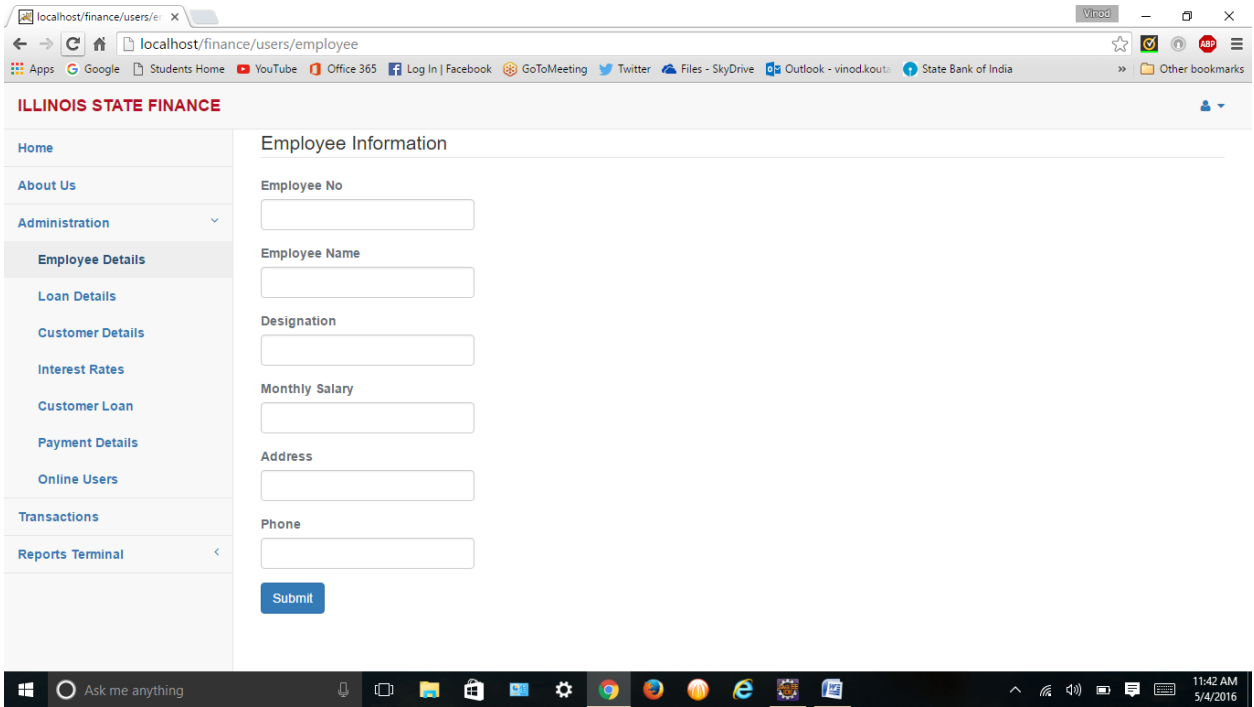 localhost/finance/users/en
Vinod
localhost/finance/users/employee
ABP
Apps Google Students Home YouTube Office 365 Log In | Facebook GoToMeeting Twitter Files - SkyDrive Outlook - vinod.kouta State Bank of India » Other bookmarks
ILLINOIS STATE FINANCE
Home
About Us
Administration
Employee Details
Loan Details
Customer Details
Interest Rates
Customer Loan
Payment Details
Online Users
Transactions
Reports Terminal
Employee Information
Employee No
Employee Name
Designation
Monthly Salary
Address
Phone
Submit
Ask me anything
11:42 AM
5/4/2016